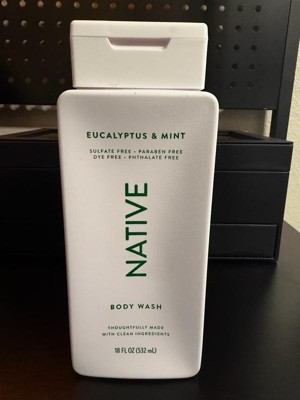 EUCALYPTUS & MINT
SULFATE FREE • PARABEN FREE
DYE FREE • PHTHALATE FREE
NATIVE
BODY WASH
THOUGHTFULLY MADE
WITH CLEAN INGREDIENTS
18 FL OZ (532 mL)